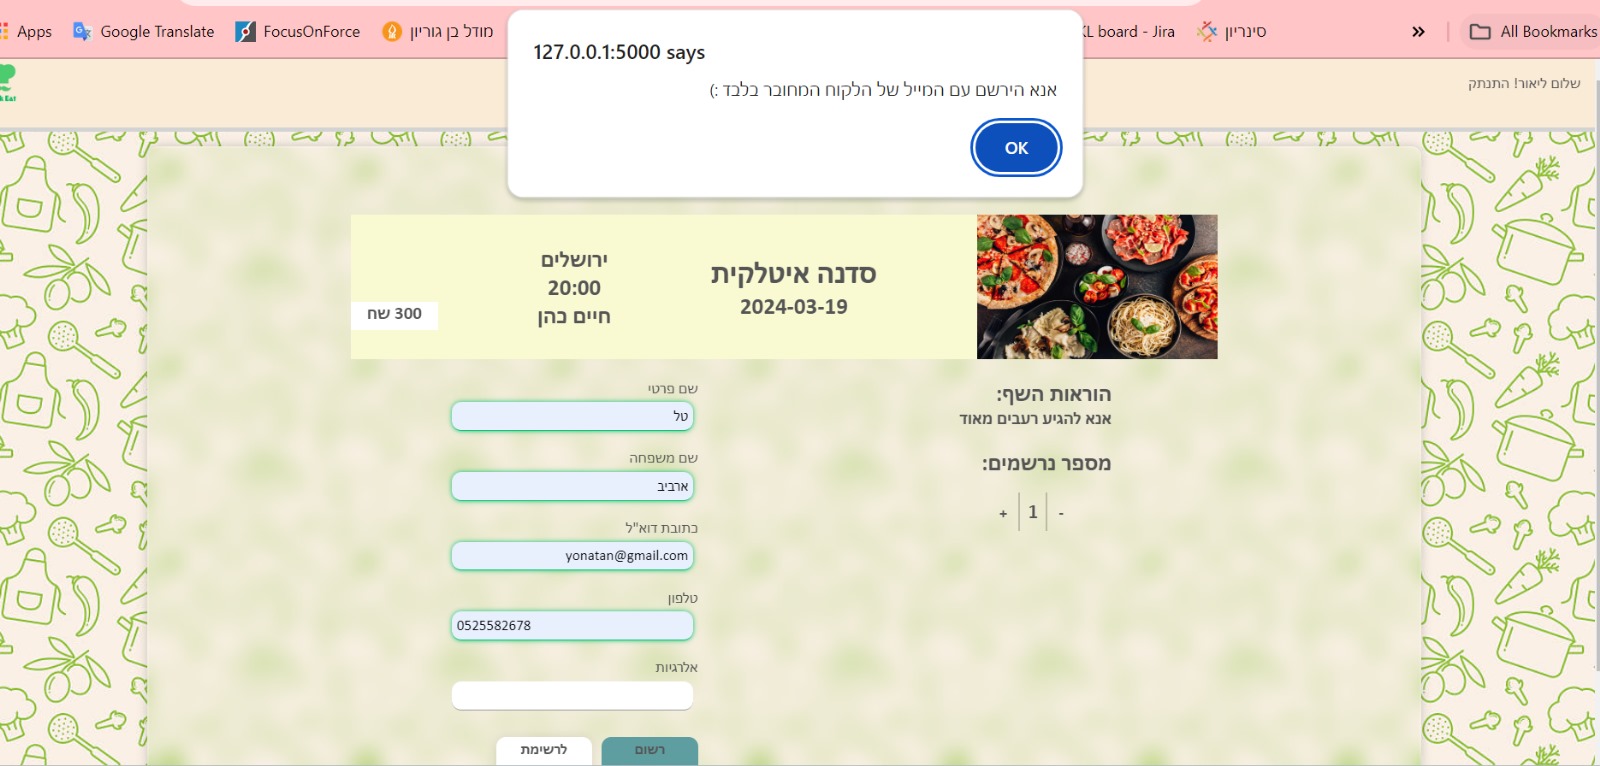 Apps
Google Translate
FocusOnForce
מודל בן גוריון
KL board - Jira
סינריון
»
All Bookmarks
127.0.0.1:5000 says
אנא הירשם עם המייל של הלקוח המחובר בלבד :)
OK
שלום ליאור! התנתק
סדנה איטלקית
2024-03-19
ירושלים
20:00
חיים כהן
300 שח
הוראות השף:
אנא להגיע רעבים מאוד
מספר נרשמים:
- 1 +
שם פרטי
טל
שם משפחה
ארביב
כתובת דוא"ל
yonatan@gmail.com
טלפון
0525582678
אלרגיות
רשום
לרשימת